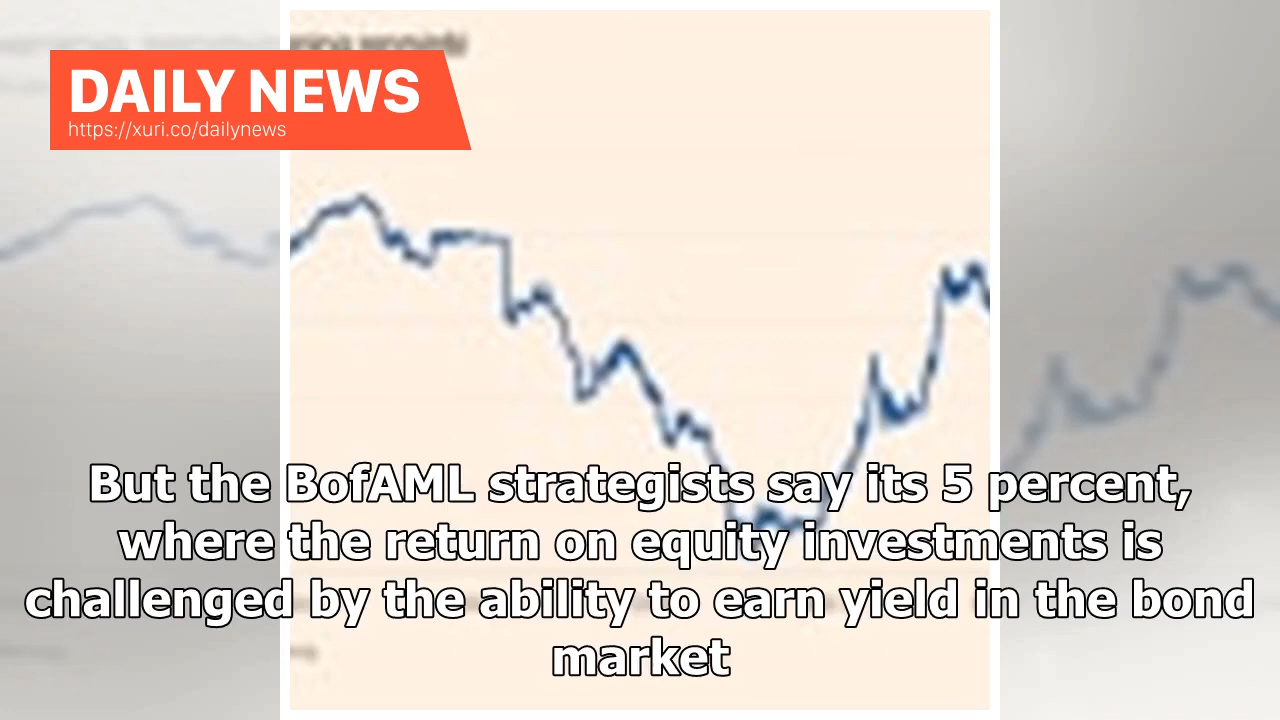 DAILY NEWS
https://xuri.co/dailynews
But the BofAML strategists say its 5 percent,
where the return on equity investments is
challenged by the ability to earn yield in the bond
market